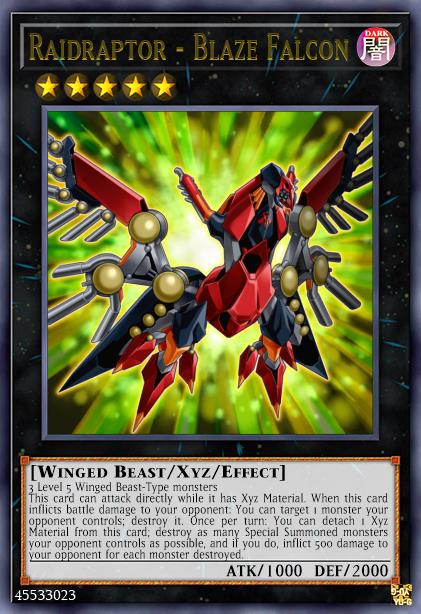 Raidraptor - Blaze Falcon
DARK
闇
[Winged Beast/Xyz/Effect]
3 Level 5 Winged Beast-Type monsters
This card can attack directly while it has Xyz Material. When this card
inflicts battle damage to your opponent: You can target 1 monster your
opponent controls; destroy it. Once per turn: You can detach 1 Xyz
Material from this card; destroy as many Special Summoned monsters
your opponent controls as possible, and if you do, inflict 500 damage to
your opponent for each monster destroyed.
ATK/1000 DEF/2000
45533023